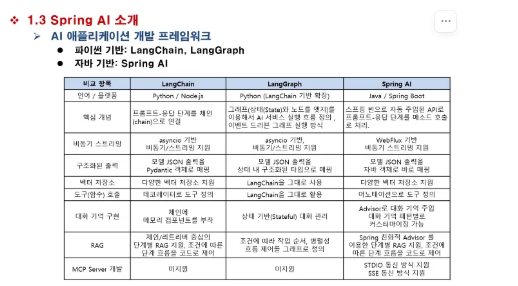 ❖ 1.3 Spring AI 소개
➢ AI 애플리케이션 개발 프레임워크
● 파이썬 기반: LangChain, LangGraph
● 자바 기반: Spring AI
비교 항목 LangChain LangGraph Spring AI
언어 / 플랫폼 Python / Node.js Python (LangChain 기반 확장) Java / Spring Boot
핵심 개념
프롬프트-응답 단계를 체인
(chain)으로 연결
그래프(상태(State)와 노드를 엣지)를
이용해서 AI 서비스 실행 흐름 정의,
이벤트 드리븐 그래프 실행 방식
스프링 빈으로 자동 주입된 API로
프롬프트-응답 단계를 메소드 호출
로 처리.
비동기 스트리밍
asyncio 기반
비동기/스트리밍 지원
asyncio 기반,
비동기/스트리밍 지원
WebFlux 기반
비동기/스트리밍 지원
구조화된 출력
모델 JSON 출력을
Pydantic 객체로 매핑
모델 JSON 출력을
상태 내 구조화된 타입으로 매핑
모델 JSON 출력을
자바 객체로 바로 매핑
벡터 저장소 다양한 벡터 저장소 지원 LangChain을 그대로 사용 다양한 벡터 저장소 지원
도구(함수) 호출 데코레이터로 도구 정의 LangChain을 그대로 활용 어노테이션으로 도구 정의
대화 기억 구현
체인에
메모리 컴포넌트를 부착
상태 기반(Stateful) 대화 관리
Advisor로 대화 기억 주입
대화 기억 저장별로
커스터마이징 가능
RAG
체인/리트리버 중심의
단계별 RAG 지원, 조건에 따른
단계 흐름을 코드로 제어
조건에 따라 작업 순서, 병렬성
흐름 제어를 그래프로 정의
Spring 친화적 Advisor 를
이용한 단계별 RAG 지원, 조건에
따른 단계 흐름을 코드로 제어
MCP Server 개발 미지원 미지원
STDIO 통신 방식 지원
SSE 통신 방식 지원